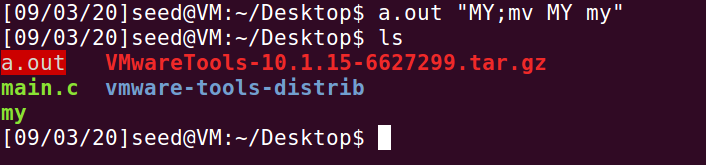 [09/03/20]seed@VM:~/Desktop$ a.out "MY;mv MY my"
[09/03/20]seed@VM:~/Desktop$ ls
a.out   VMwareTools-10.1.15-6627299.tar.gz
main.c  vmware-tools-distrib
my
[09/03/20]seed@VM:~/Desktop$